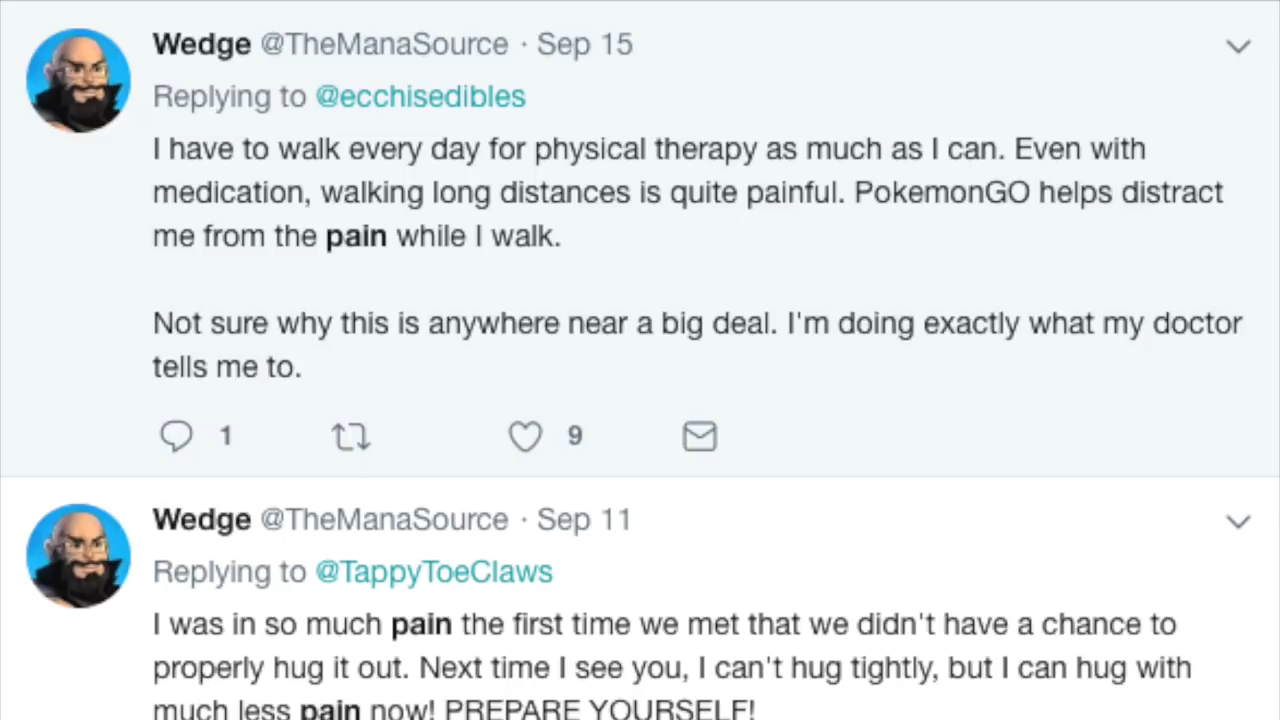 Wedge @TheManaSource · Sep 15
Replying to @ecchisedibles
I have to walk every day for physical therapy as much as I can. Even with
medication, walking long distances is quite painful. PokemonGO helps distract
me from the pain while I walk.
Not sure why this is anywhere near a big deal. I'm doing exactly what my doctor
tells me to.
1 9
Wedge @TheManaSource · Sep 11
Replying to @TappyToeClaws
I was in so much pain the first time we met that we didn't have a chance to
properly hug it out. Next time I see you, I can't hug tightly, but I can hug with
much less pain now! PREPARE YOURSELF!